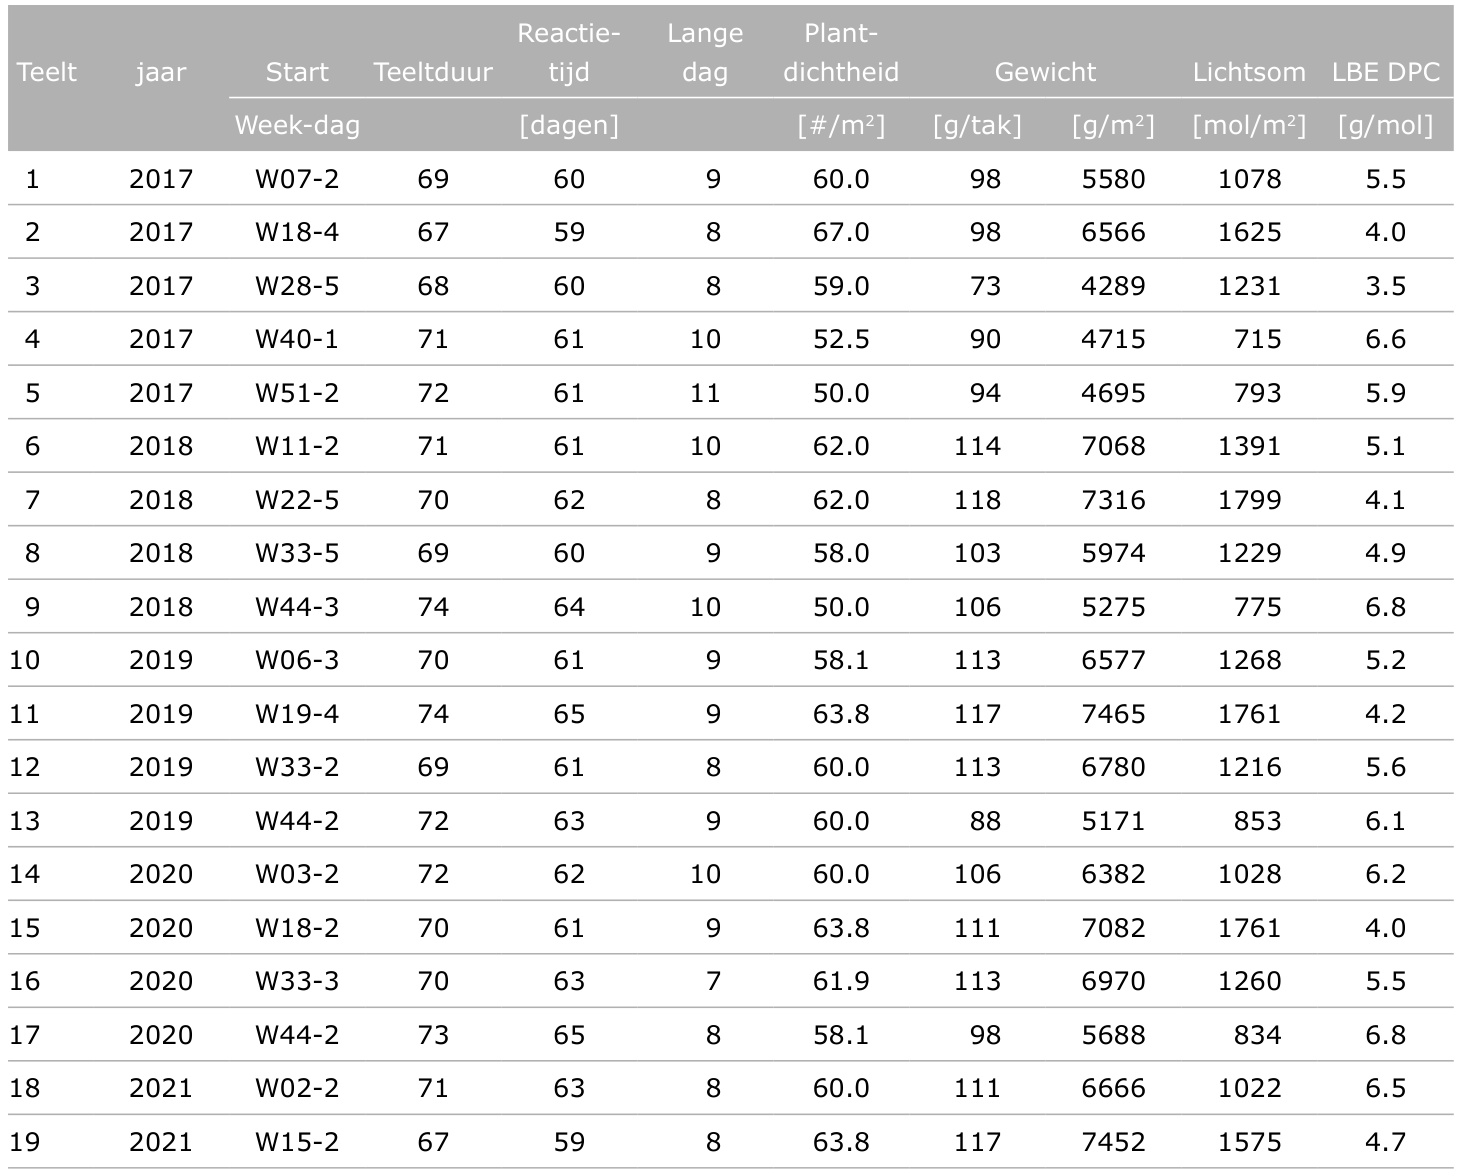 Reactie- Lange Plant-
Teelt jaar Start Teeltduur tijd dag dichtheid Gewicht Lichtsom LBE DPC
Week-dag [dagen] [#/m²] [g/tak] [g/m²] [mol/m²] [g/mol]
1 2017 W07-2 69 60 9 60.0 98 5580 1078 5.5
2 2017 W18-4 67 59 8 67.0 98 6566 1625 4.0
3 2017 W28-5 68 60 8 59.0 73 4289 1231 3.5
4 2017 W40-1 71 61 10 52.5 90 4715 715 6.6
5 2017 W51-2 72 61 11 50.0 94 4695 793 5.9
6 2018 W11-2 71 61 10 62.0 114 7068 1391 5.1
7 2018 W22-5 70 62 8 62.0 118 7316 1799 4.1
8 2018 W33-5 69 60 9 58.0 103 5974 1229 4.9
9 2018 W44-3 74 64 10 50.0 106 5275 775 6.8
10 2019 W06-3 70 61 9 58.1 113 6577 1268 5.2
11 2019 W19-4 74 65 9 63.8 117 7465 1761 4.2
12 2019 W33-2 69 61 8 60.0 113 6780 1216 5.6
13 2019 W44-2 72 63 9 60.0 88 5171 853 6.1
14 2020 W03-2 72 62 10 60.0 106 6382 1028 6.2
15 2020 W18-2 70 61 9 63.8 111 7082 1761 4.0
16 2020 W33-3 70 63 7 61.9 113 6970 1260 5.5
17 2020 W44-2 73 65 8 58.1 98 5688 834 6.8
18 2021 W02-2 71 63 8 60.0 111 6666 1022 6.5
19 2021 W15-2 67 59 8 63.8 117 7452 1575 4.7